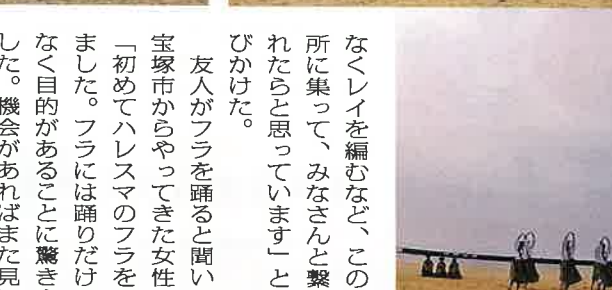 なくレイを編むなど、この
所に集って、みなさんと繋
れたらと思っています」と
びかけた。
友人がフラを踊ると聞い
宝塚市からやってきた女性
「初めてハレスマのフラを
ました。フラには踊りだけ
なく目的があることに驚き
した。機会があればまた見